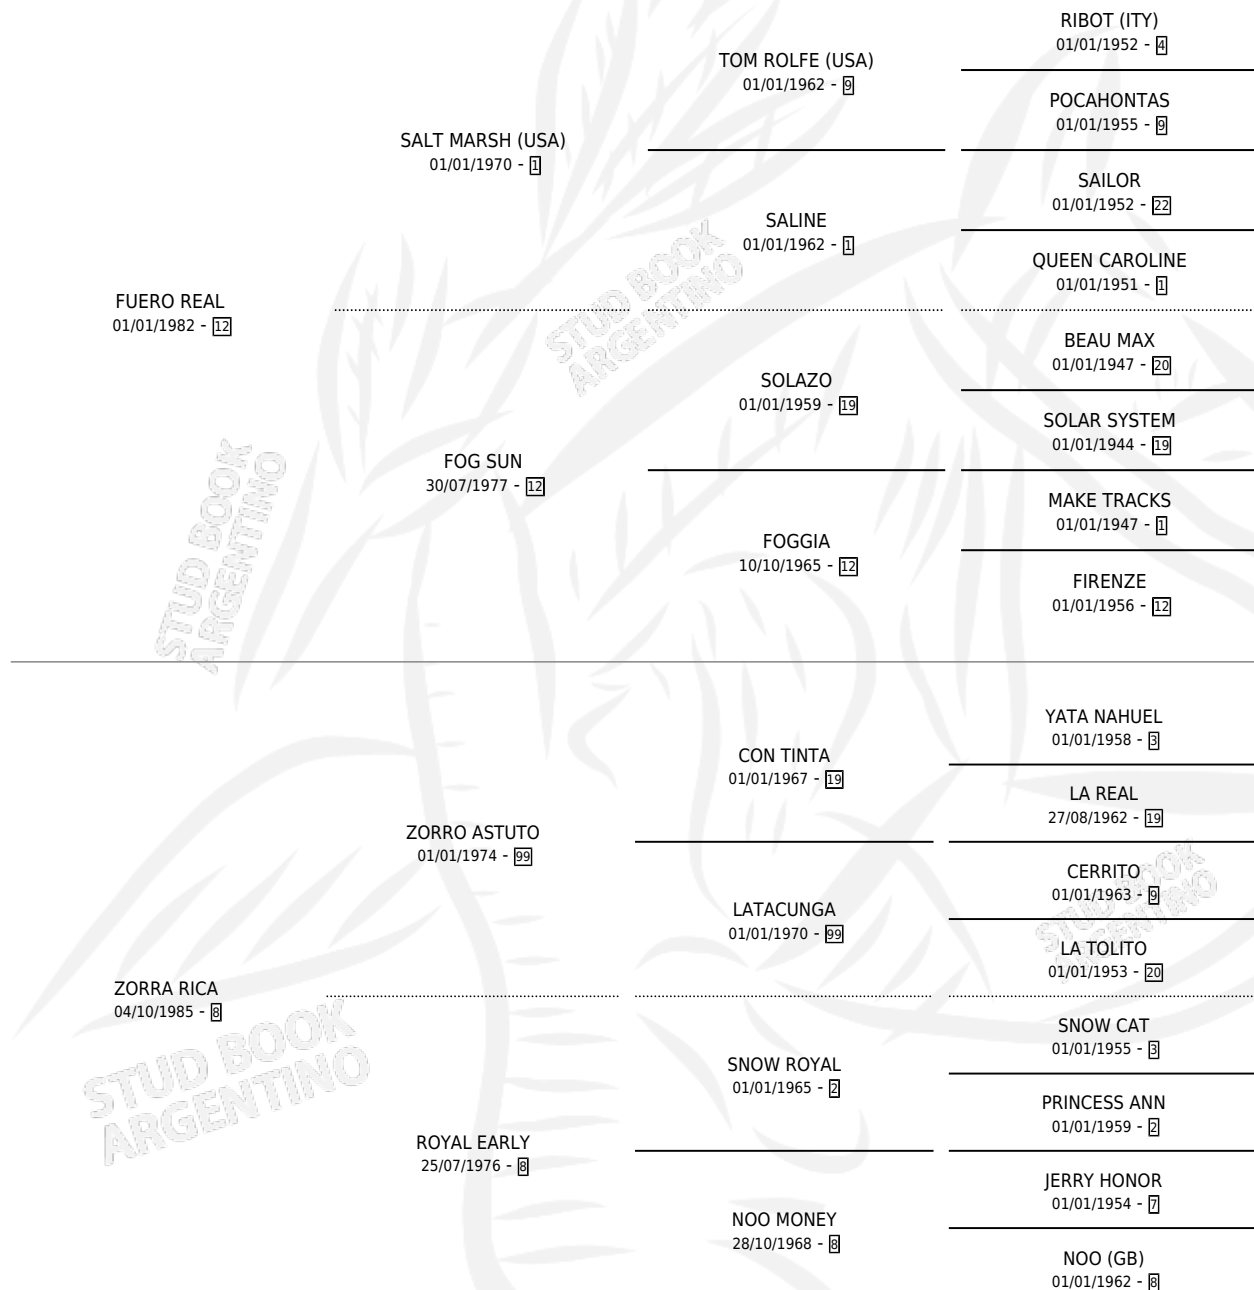 RIBOT (ITY)
01/01/1952 - 4
TOM ROLFE (USA)
01/01/1962 - 9
POCAHONTAS
01/01/1955 - 9
SALT MARSH (USA)
01/01/1970 - 1
SAILOR
01/01/1952 - 22
SALINE
01/01/1962 - 1
QUEEN CAROLINE
01/01/1951 - 1
FUERO REAL
01/01/1982 - 12
BEAU MAX
01/01/1947 - 20
SOLAZO
01/01/1959 - 19
SOLAR SYSTEM
01/01/1944 - 19
FOG SUN
30/07/1977 - 12
MAKE TRACKS
01/01/1947 - 1
FOGGIA
10/10/1965 - 12
FIRENZE
01/01/1956 - 12
YATA NAHUEL
01/01/1958 - 3
CON TINTA
01/01/1967 - 19
LA REAL
27/08/1962 - 19
ZORRO ASTUTO
01/01/1974 - 99
CERRITO
01/01/1963 - 9
LATACUNGA
01/01/1970 - 99
LA TOLITO
01/01/1953 - 20
ZORRA RICA
04/10/1985 - 8
SNOW CAT
01/01/1955 - 3
SNOW ROYAL
01/01/1965 - 2
PRINCESS ANN
01/01/1959 - 2
ROYAL EARLY
25/07/1976 - 8
JERRY HONOR
01/01/1954 - 7
NOO MONEY
28/10/1968 - 8
NOO (GB)
01/01/1962 - 8
STUD BOOK
ARGENTINO
STUD BOOK
ARGENTINO
STUD BOOK
ARGENTINO
STUD BOOK
ARGENTINO